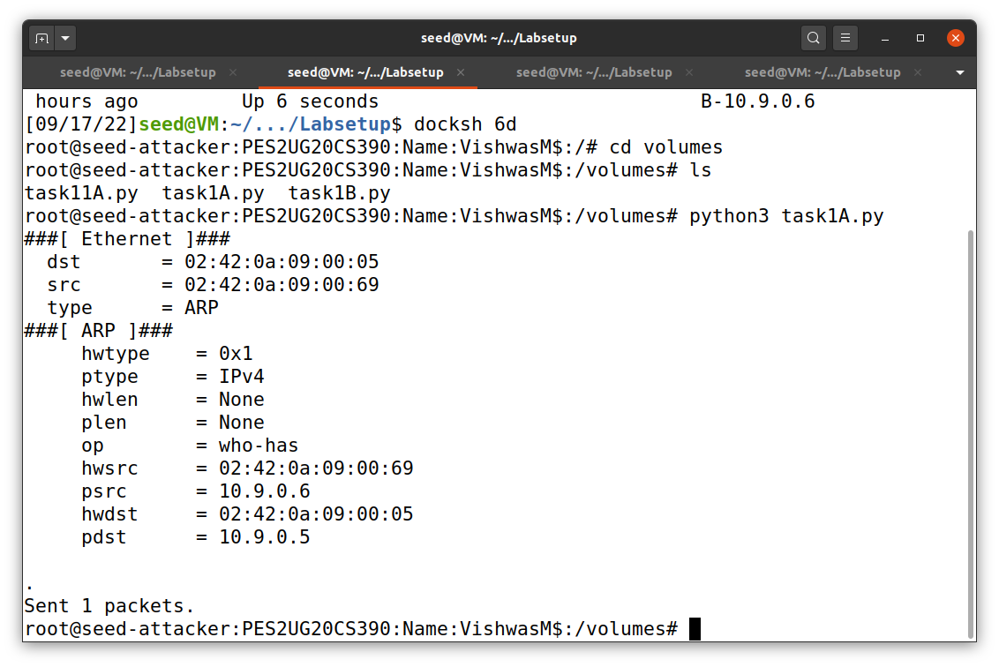 seed@VM: ~/.../Labsetup
seed@VM: ~/.../Labsetup × seed@VM: ~/.../Labsetup × seed@VM: ~/.../Labsetup × seed@VM: ~/.../Labsetup ×
 hours ago         Up 6 seconds                            B-10.9.0.6
[09/17/22]seed@VM:~/.../Labsetup$ docksh 6d
root@seed-attacker:PES2UG20CS390:Name:VishwasM$:/# cd volumes
root@seed-attacker:PES2UG20CS390:Name:VishwasM$:/volumes# ls
task11A.py  task1A.py  task1B.py
root@seed-attacker:PES2UG20CS390:Name:VishwasM$:/volumes# python3 task1A.py
###[ Ethernet ]###
  dst       = 02:42:0a:09:00:05
  src       = 02:42:0a:09:00:69
  type      = ARP
###[ ARP ]###
     hwtype    = 0x1
     ptype     = IPv4
     hwlen     = None
     plen      = None
     op        = who-has
     hwsrc     = 02:42:0a:09:00:69
     psrc      = 10.9.0.6
     hwdst     = 02:42:0a:09:00:05
     pdst      = 10.9.0.5
.
Sent 1 packets.
root@seed-attacker:PES2UG20CS390:Name:VishwasM$:/volumes#